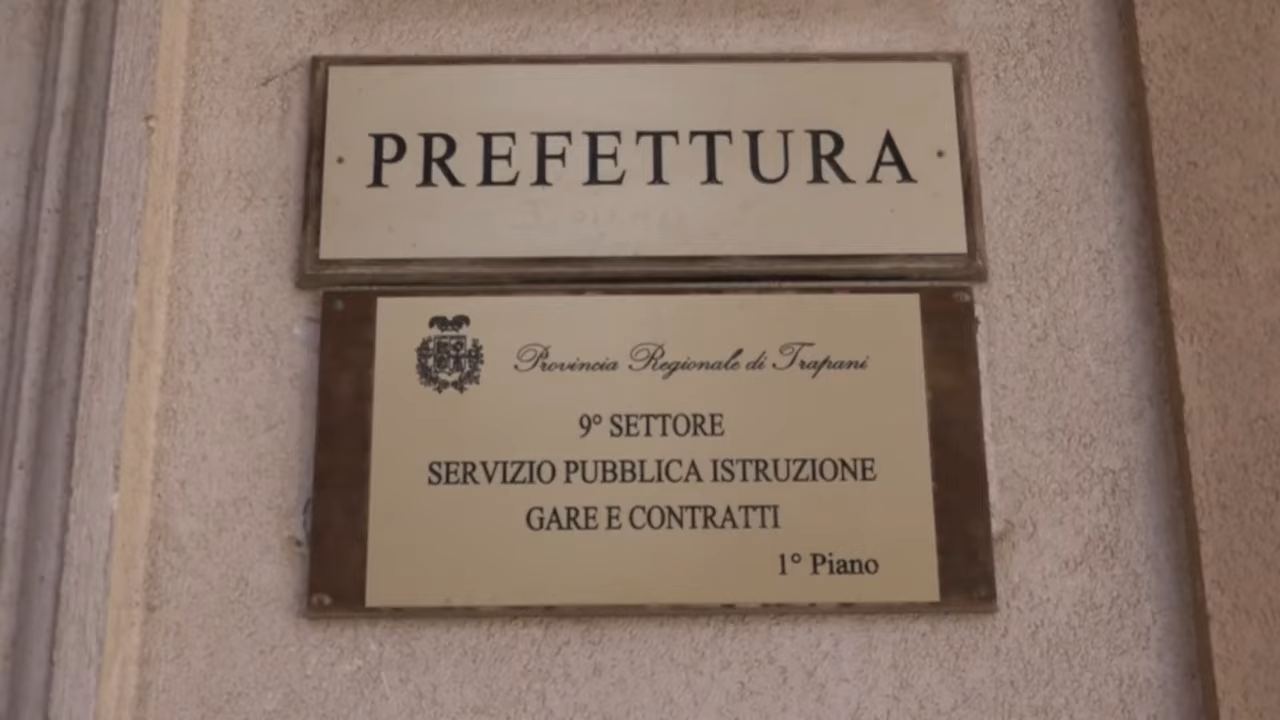 PREFETTURA
Provincia Regionale di Trapani
9° SETTORE
SERVIZIO PUBBLICA ISTRUZIONE
GARE E CONTRATTI
1° Piano